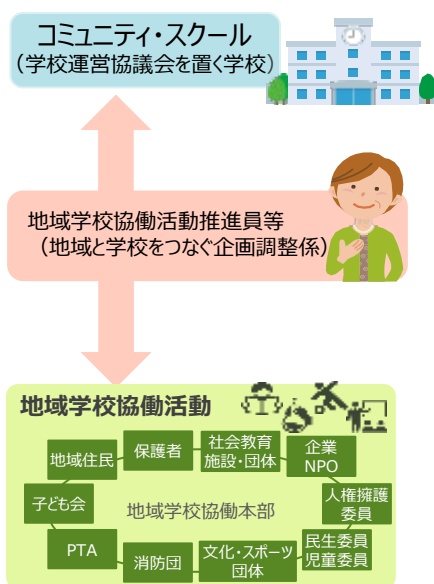 コミュニティ・スクール
（学校運営協議会を置く学校）
地域学校協働活動推進員等
（地域と学校をつなぐ企画調整係）
地域学校協働活動
地域住民
保護者
社会教育
施設・団体
企業
NPO
子ども会
地域学校協働本部
人権擁護
委員
PTA
消防団
文化・スポーツ
団体
民生委員
児童委員